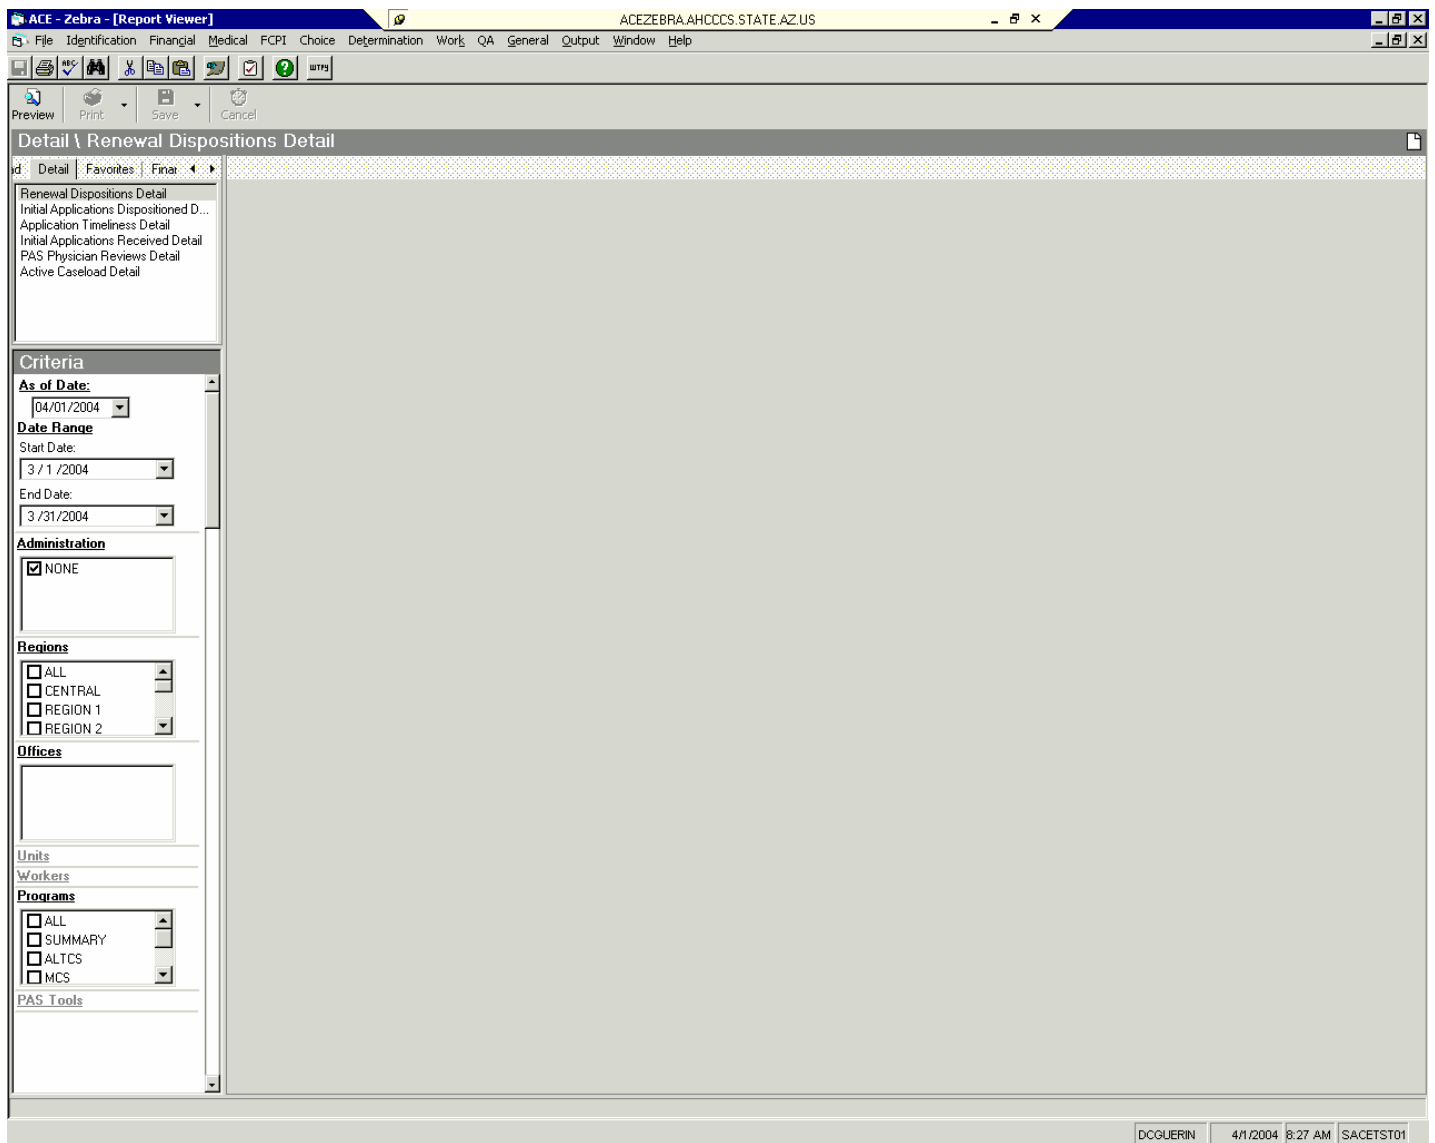 ACE - Zebra - [Report Viewer]
ACEZEBRA.AHCCCS.STATE.AZ.US
File Identification Financial Medical FCPI Choice Determination Work QA General Output Window Help
ABC
WTPY
Preview Print Save Cancel
Detail \ Renewal Dispositions Detail
Detail Favorites Finar
Renewal Dispositions Detail
Initial Applications Dispositioned D...
Application Timeliness Detail
Initial Applications Received Detail
PAS Physician Reviews Detail
Active Caseload Detail
Criteria
As of Date:
04/01/2004
Date Range
Start Date:
3 / 1 /2004
End Date:
3 /31/2004
Administration
NONE
Regions
ALL
CENTRAL
REGION 1
REGION 2
Offices
Units
Workers
Programs
ALL
SUMMARY
ALTCS
MCS
PAS Tools
DCGUERIN 4/1/2004 8:27 AM SACETST01